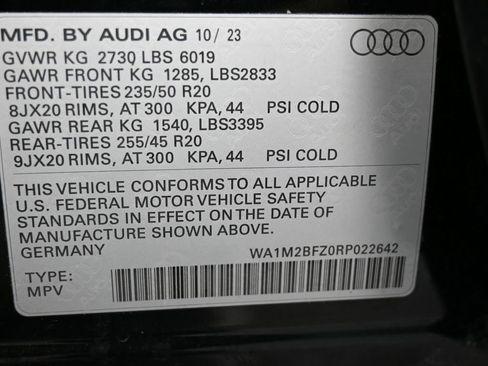 MFD. BY AUDI AG 10/ 23
GVWR KG 2730 LBS 6019
GAWR FRONT KG 1285, LBS2833
FRONT-TIRES 235/50 R20
8JX20 RIMS, AT 300 KPA, 44 PSI COLD
GAWR REAR KG 1540, LBS3395
REAR-TIRES 255/45 R20
9JX20 RIMS, AT 300 KPA, 44 PSI COLD
THIS VEHICLE CONFORMS TO ALL APPLICABLE
U.S. FEDERAL MOTOR VEHICLE SAFETY
STANDARDS IN EFFECT ON THE DATE OF
MANUFACTURE SHOWN ABOVE.
GERMANY WA1M2BFZ0RP022642
TYPE:
MPV